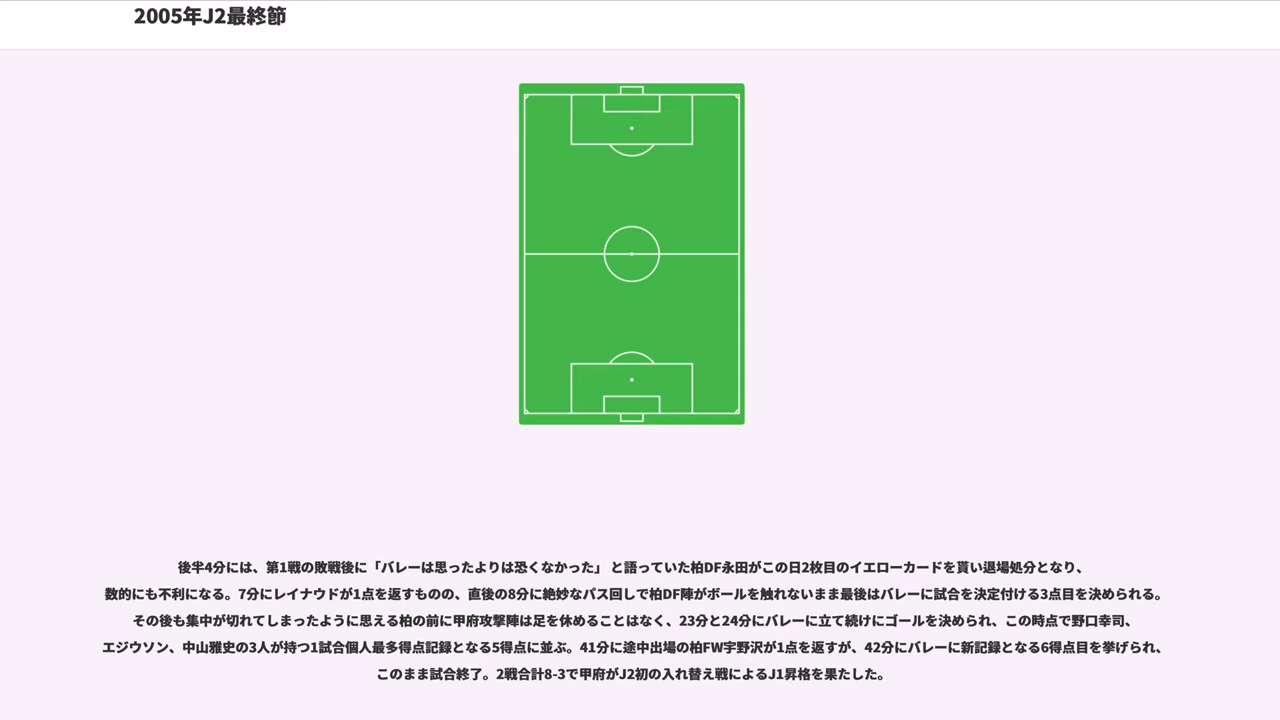 2005年J2最終節
後半4分には、第1戦の敗戦後に「バレーは思ったよりは恐くなかった」 と語っていた柏DF永田がこの日2枚目のイエローカードを貰い退場処分となり、
数的にも不利になる。7分にレイナウドが1点を返すものの、直後の8分に絶妙なパス回しで柏DF陣がボールを触れないまま最後はバレーに試合を決定付ける3点目を決められる。
その後も集中が切れてしまったように思える柏の前に甲府攻撃陣は足を休めることはなく、23分と24分にバレーに立て続けにゴールを決められ、この時点で野口幸司、
エジウソン、中山雅史の3人が持つ1試合個人最多得点記録となる5得点に並ぶ。41分に途中出場の柏FW宇野沢が1点を返すが、42分にバレーに新記録となる6得点目を挙げられ、
このまま試合終了。2戦合計8-3で甲府がJ2初の入れ替え戦によるJ1昇格を果たした。